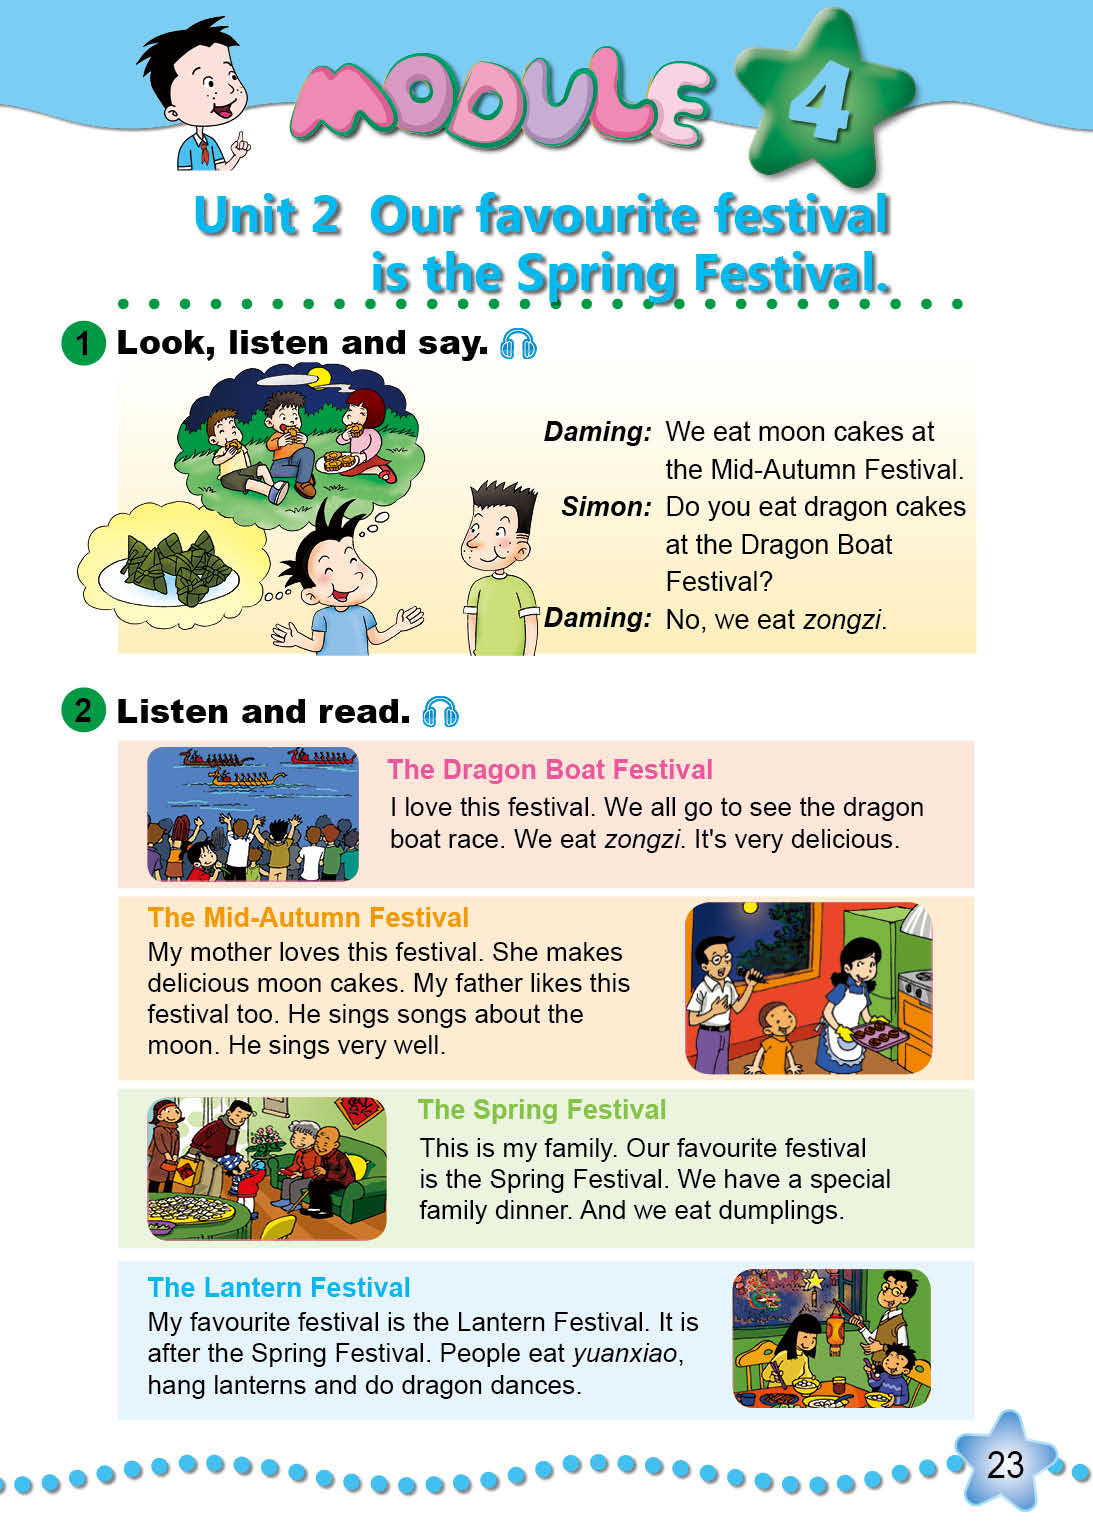 MODULE 4
Unit 2 Our favourite festival
is the Spring Festival.
1 Look, listen and say.
Daming: We eat moon cakes at
the Mid-Autumn Festival.
Simon: Do you eat dragon cakes
at the Dragon Boat
Festival?
Daming: No, we eat zongzi.
2 Listen and read.
The Dragon Boat Festival
I love this festival. We all go to see the dragon
boat race. We eat zongzi. It's very delicious.
The Mid-Autumn Festival
My mother loves this festival. She makes
delicious moon cakes. My father likes this
festival too. He sings songs about the
moon. He sings very well.
The Spring Festival
This is my family. Our favourite festival
is the Spring Festival. We have a special
family dinner. And we eat dumplings.
The Lantern Festival
My favourite festival is the Lantern Festival. It is
after the Spring Festival. People eat yuanxiao,
hang lanterns and do dragon dances.
23